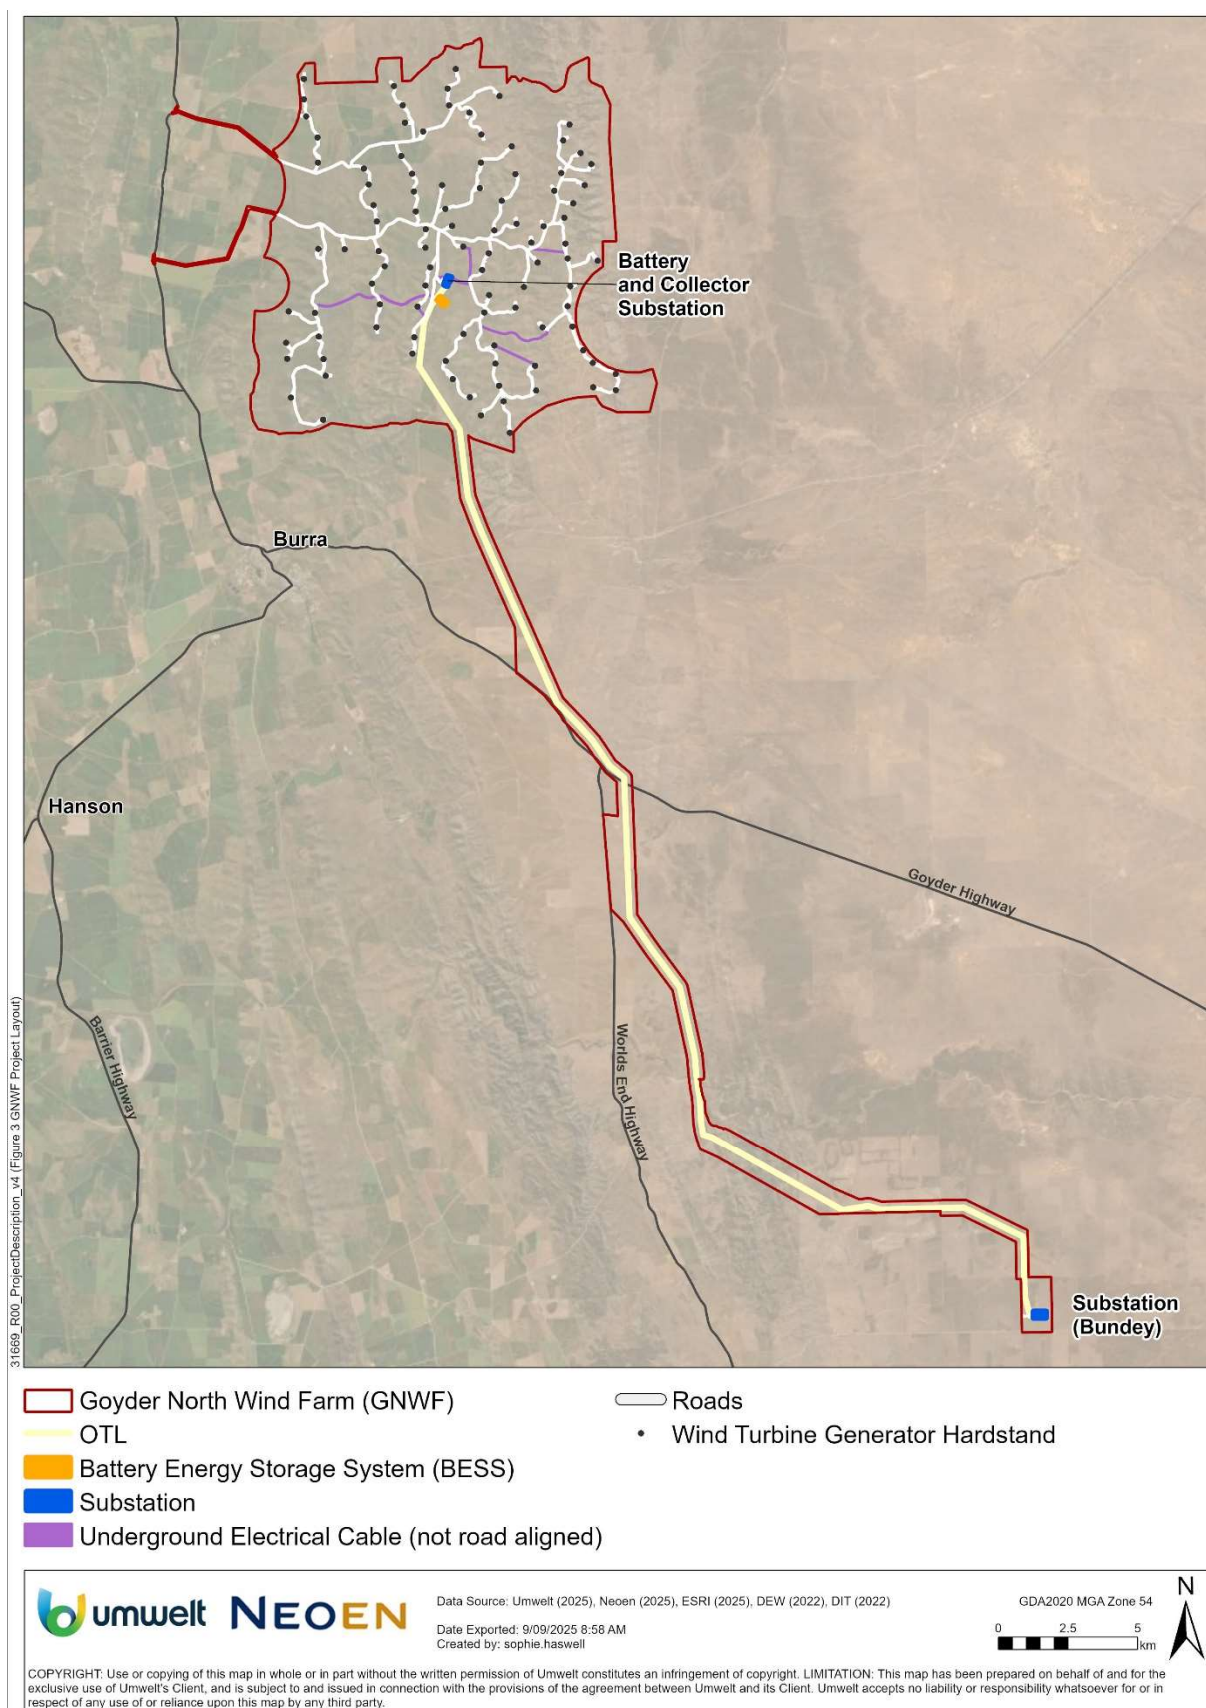 Battery
and Collector
Substation
Burra
Hanson
Goyder Highway
Barrier Highway
Worlds End Highway
Substation
(Bundey)
31669_R00_ProjectDescription_v4 (Figure 3 GNWF Project Layout)
Goyder North Wind Farm (GNWF)
OTL
Battery Energy Storage System (BESS)
Substation
Underground Electrical Cable (not road aligned)
Roads
Wind Turbine Generator Hardstand
umwelt
NEOEN
Data Source: Umwelt (2025), Neoen (2025), ESRI (2025), DEW (2022), DIT (2022)
Date Exported: 9/09/2025 8:58 AM
Created by: sophie.haswell
GDA2020 MGA Zone 54
0 2.5 5
km
N
COPYRIGHT: Use or copying of this map in whole or in part without the written permission of Umwelt constitutes an infringement of copyright. LIMITATION: This map has been prepared on behalf of and for the
exclusive use of Umwelt's Client, and is subject to and issued in connection with the provisions of the agreement between Umwelt and its Client. Umwelt accepts no liability or responsibility whatsoever for or in
respect of any use of or reliance upon this map by any third party.